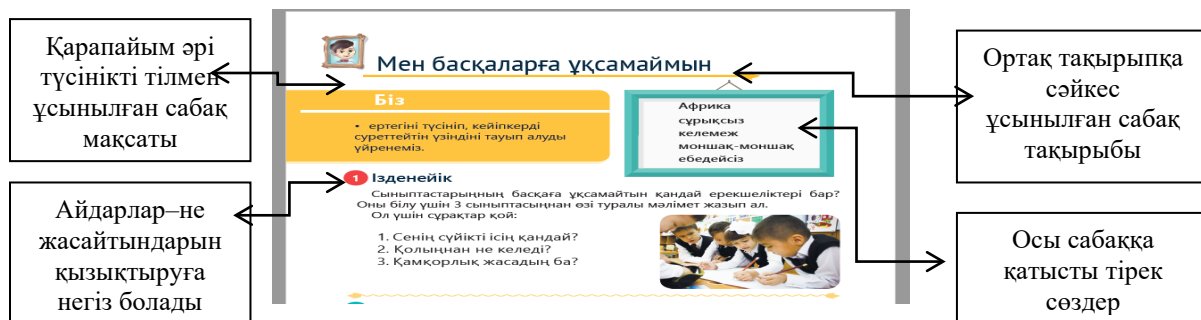 Қарапайым әрі
түсінікті тілмен
ұсынылған сабақ
мақсаты
Айдарлар–не
жасайтындарын
қызықтыруға
негіз болады
Мен басқаларға ұқсамаймын
Біз
• ертегіні түсініп, кейіпкерді
суреттейтін үзіндіні тауып алуды
үйренеміз.
Африка
сұрықсыз
келемеж
моншақ-моншақ
ебедейсіз
1 Ізденейік
Сыныптастарыңның басқаға ұқсамайтын қандай ерекшеліктері бар?
Оны білу үшін 3 сыныптасыңнан өзі туралы мәлімет жазып ал.
Ол үшін сұрақтар қой:
1. Сенің сүйікті ісің қандай?
2. Қолыңнан не келеді?
3. Қамқорлық жасадың ба?
Ортақ тақырыпқа
сәйкес
ұсынылған сабақ
тақырыбы
Осы сабаққа
қатысты тірек
сөздер